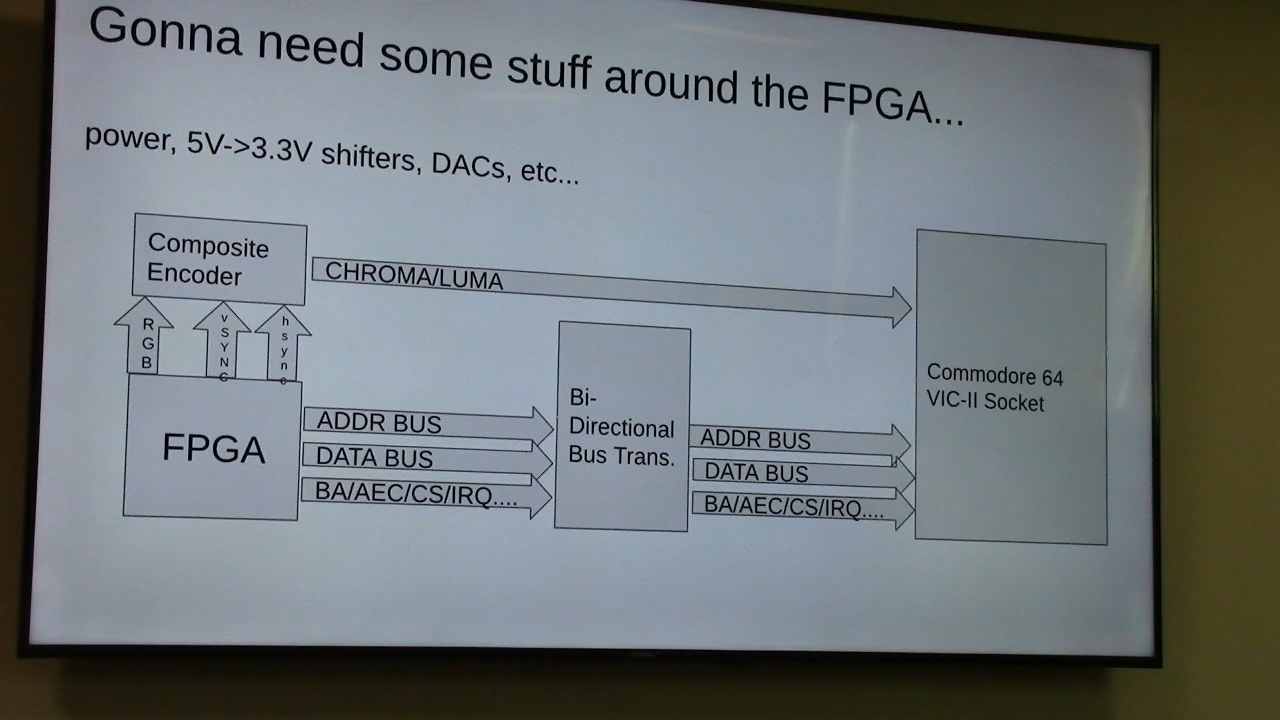 Gonna need some stuff around the FPGA...
power, 5V->3.3V shifters, DACs, etc...
Composite
Encoder
CHROMA/LUMA
RGB
vSYNC
hsync
FPGA
ADDR BUS
DATA BUS
BA/AEC/CS/IRQ....
Bi-
Directional
Bus Trans.
ADDR BUS
DATA BUS
BA/AEC/CS/IRQ....
Commodore 64
VIC-II Socket